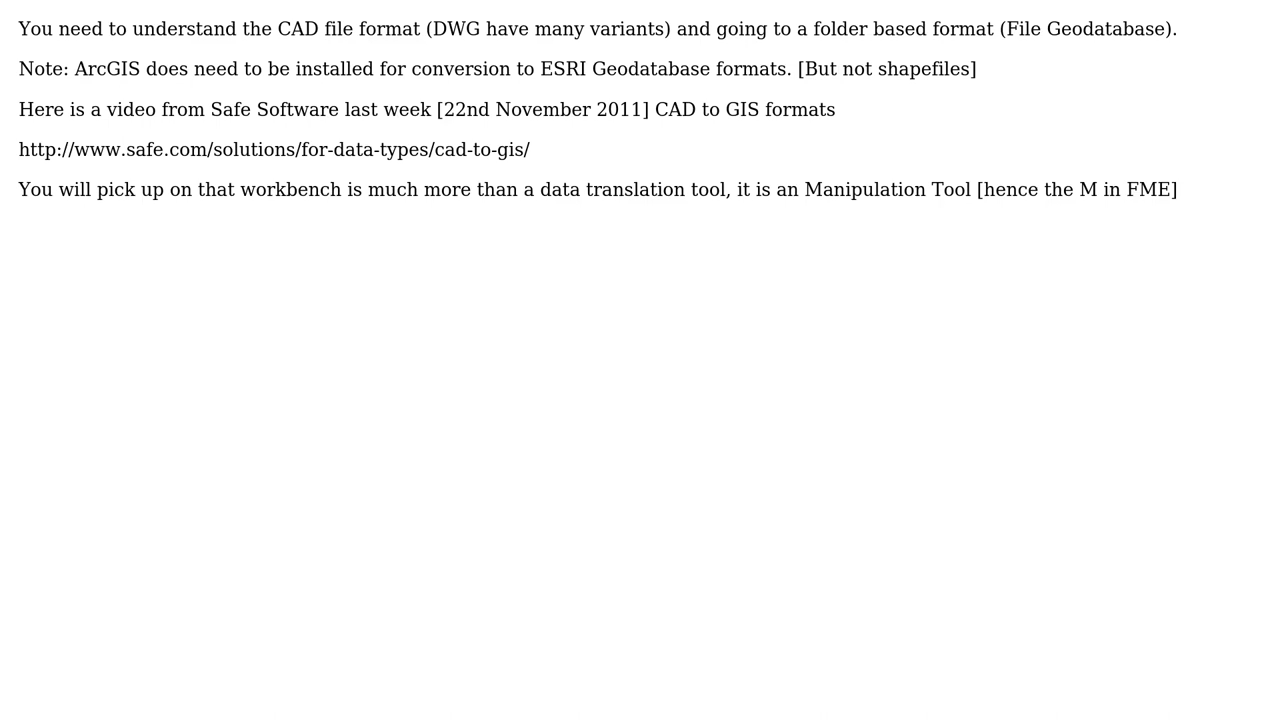 You need to understand the CAD file format (DWG have many variants) and going to a folder based format (File Geodatabase).
Note: ArcGIS does need to be installed for conversion to ESRI Geodatabase formats. [But not shapefiles]
Here is a video from Safe Software last week [22nd November 2011] CAD to GIS formats
http://www.safe.com/solutions/for-data-types/cad-to-gis/
You will pick up on that workbench is much more than a data translation tool, it is an Manipulation Tool [hence the M in FME]